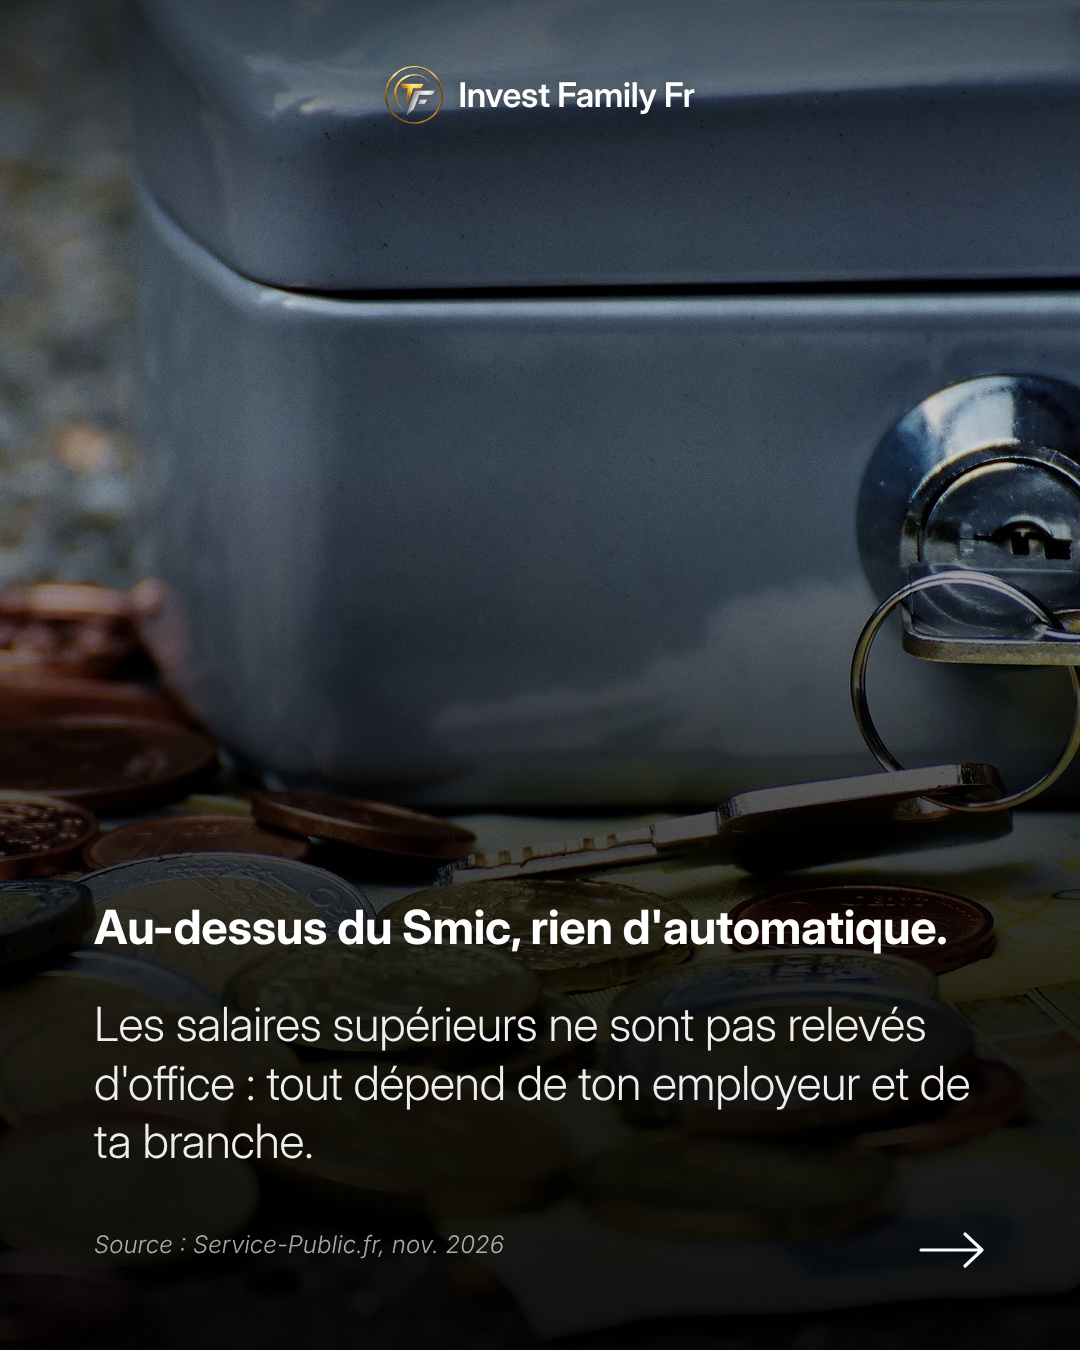 Invest Family Fr
Au-dessus du Smic, rien d'automatique.
Les salaires supérieurs ne sont pas relevés
d'office : tout dépend de ton employeur et de
ta branche.
Source : Service-Public.fr, nov. 2026